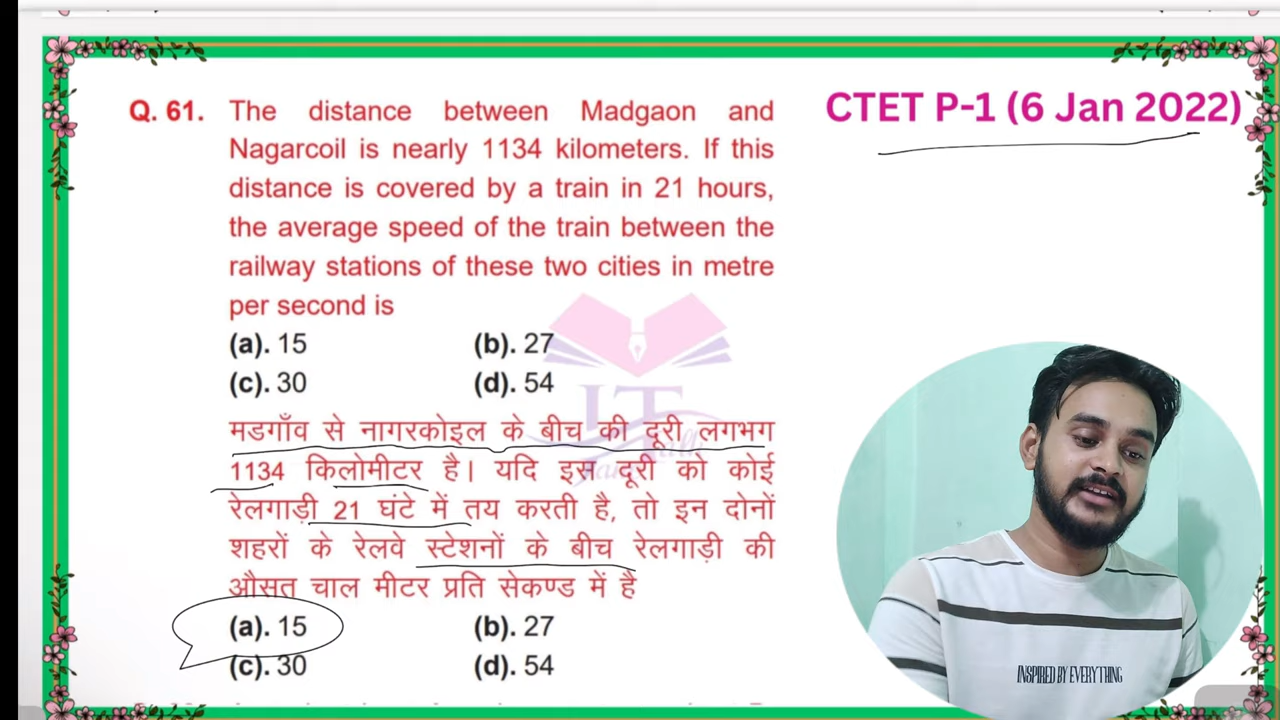 Q. 61. The distance between Madgaon and
Nagarcoil is nearly 1134 kilometers. If this
distance is covered by a train in 21 hours,
the average speed of the train between the
railway stations of these two cities in metre
per second is
(a). 15 (b). 27
(c). 30 (d). 54
मडगाँव से नागरकोइल के बीच की दूरी लगभग
1134 किलोमीटर है। यदि इस दूरी को कोई
रेलगाड़ी 21 घंटे में तय करती है, तो इन दोनों
शहरों के रेलवे स्टेशनों के बीच रेलगाड़ी की
औसत चाल मीटर प्रति सेकण्ड में है
(a). 15 (b). 27
(c). 30 (d). 54
CTET P-1 (6 Jan 2022)
INSPIRED BY EVERYTHING